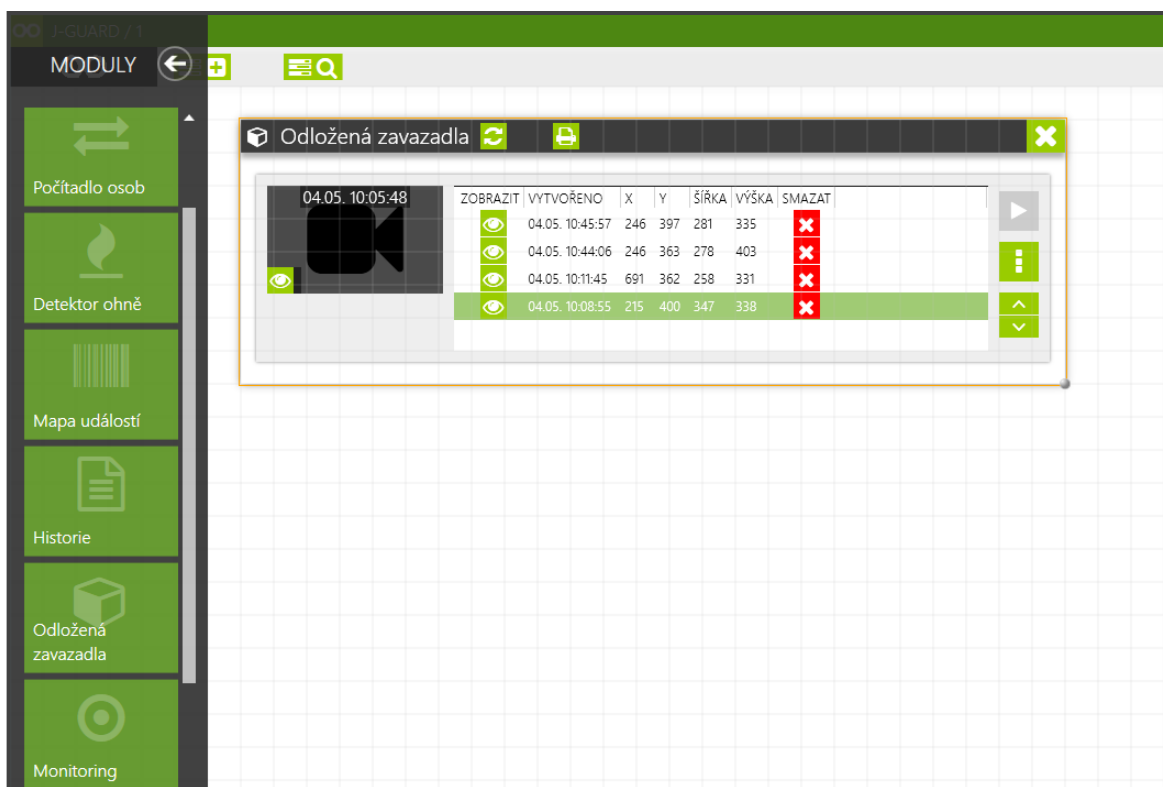 J-GUARD / 1
MODULY
Počítadlo osob
Detektor ohně
Mapa událostí
Historie
Odložená
zavazadla
Monitoring
Odložená zavazadla
04.05. 10:05:48
ZOBRAZIT VYTVOŘENO X Y ŠÍŘKA VÝŠKA SMAZAT
04.05. 10:45:57 246 397 281 335
04.05. 10:44:06 246 363 278 403
04.05. 10:11:45 691 362 258 331
04.05. 10:08:55 215 400 347 338